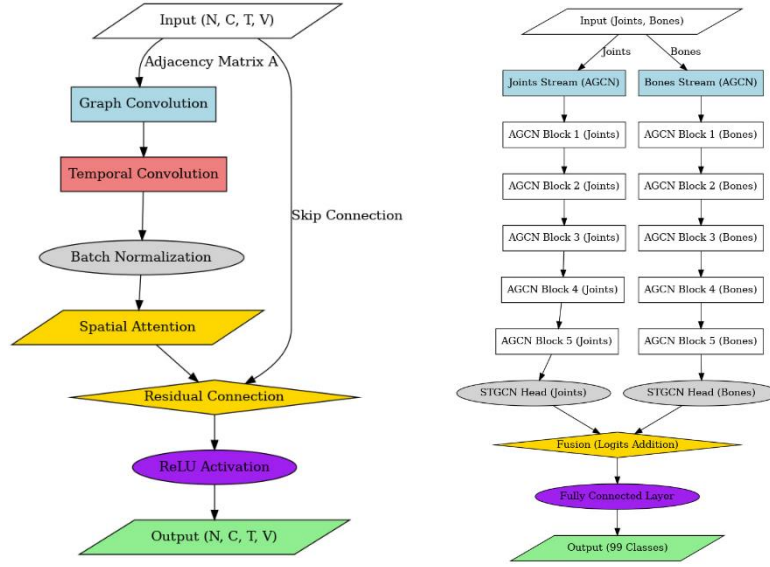 Input (N, C, T, V)
Adjacency Matrix A
Graph Convolution
Temporal Convolution
Skip Connection
Batch Normalization
Spatial Attention
Residual Connection
ReLU Activation
Output (N, C, T, V)
Input (Joints, Bones)
Joints
Bones
Joints Stream (AGCN)
Bones Stream (AGCN)
AGCN Block 1 (Joints)
AGCN Block 1 (Bones)
AGCN Block 2 (Joints)
AGCN Block 2 (Bones)
AGCN Block 3 (Joints)
AGCN Block 3 (Bones)
AGCN Block 4 (Joints)
AGCN Block 4 (Bones)
AGCN Block 5 (Joints)
AGCN Block 5 (Bones)
STGCN Head (Joints)
STGCN Head (Bones)
Fusion (Logits Addition)
Fully Connected Layer
Output (99 Classes)